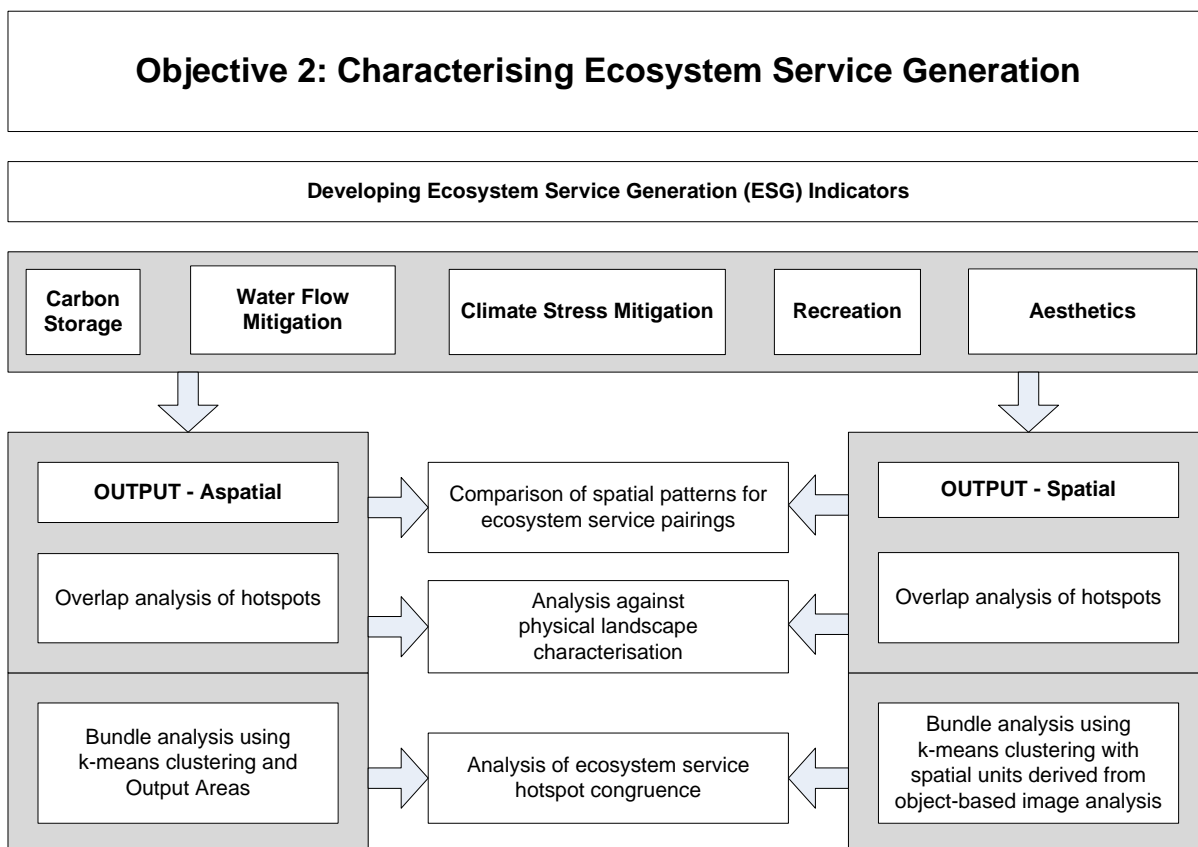 Objective 2: Characterising Ecosystem Service Generation
Developing Ecosystem Service Generation (ESG) Indicators
Carbon
Storage
Water Flow
Mitigation
Climate Stress Mitigation
Recreation
Aesthetics
OUTPUT - Aspatial
Overlap analysis of hotspots
Bundle analysis using
k-means clustering and
Output Areas
Comparison of spatial patterns for
ecosystem service pairings
Analysis against
physical landscape
characterisation
Analysis of ecosystem service
hotspot congruence
OUTPUT - Spatial
Overlap analysis of hotspots
Bundle analysis using
k-means clustering with
spatial units derived from
object-based image analysis